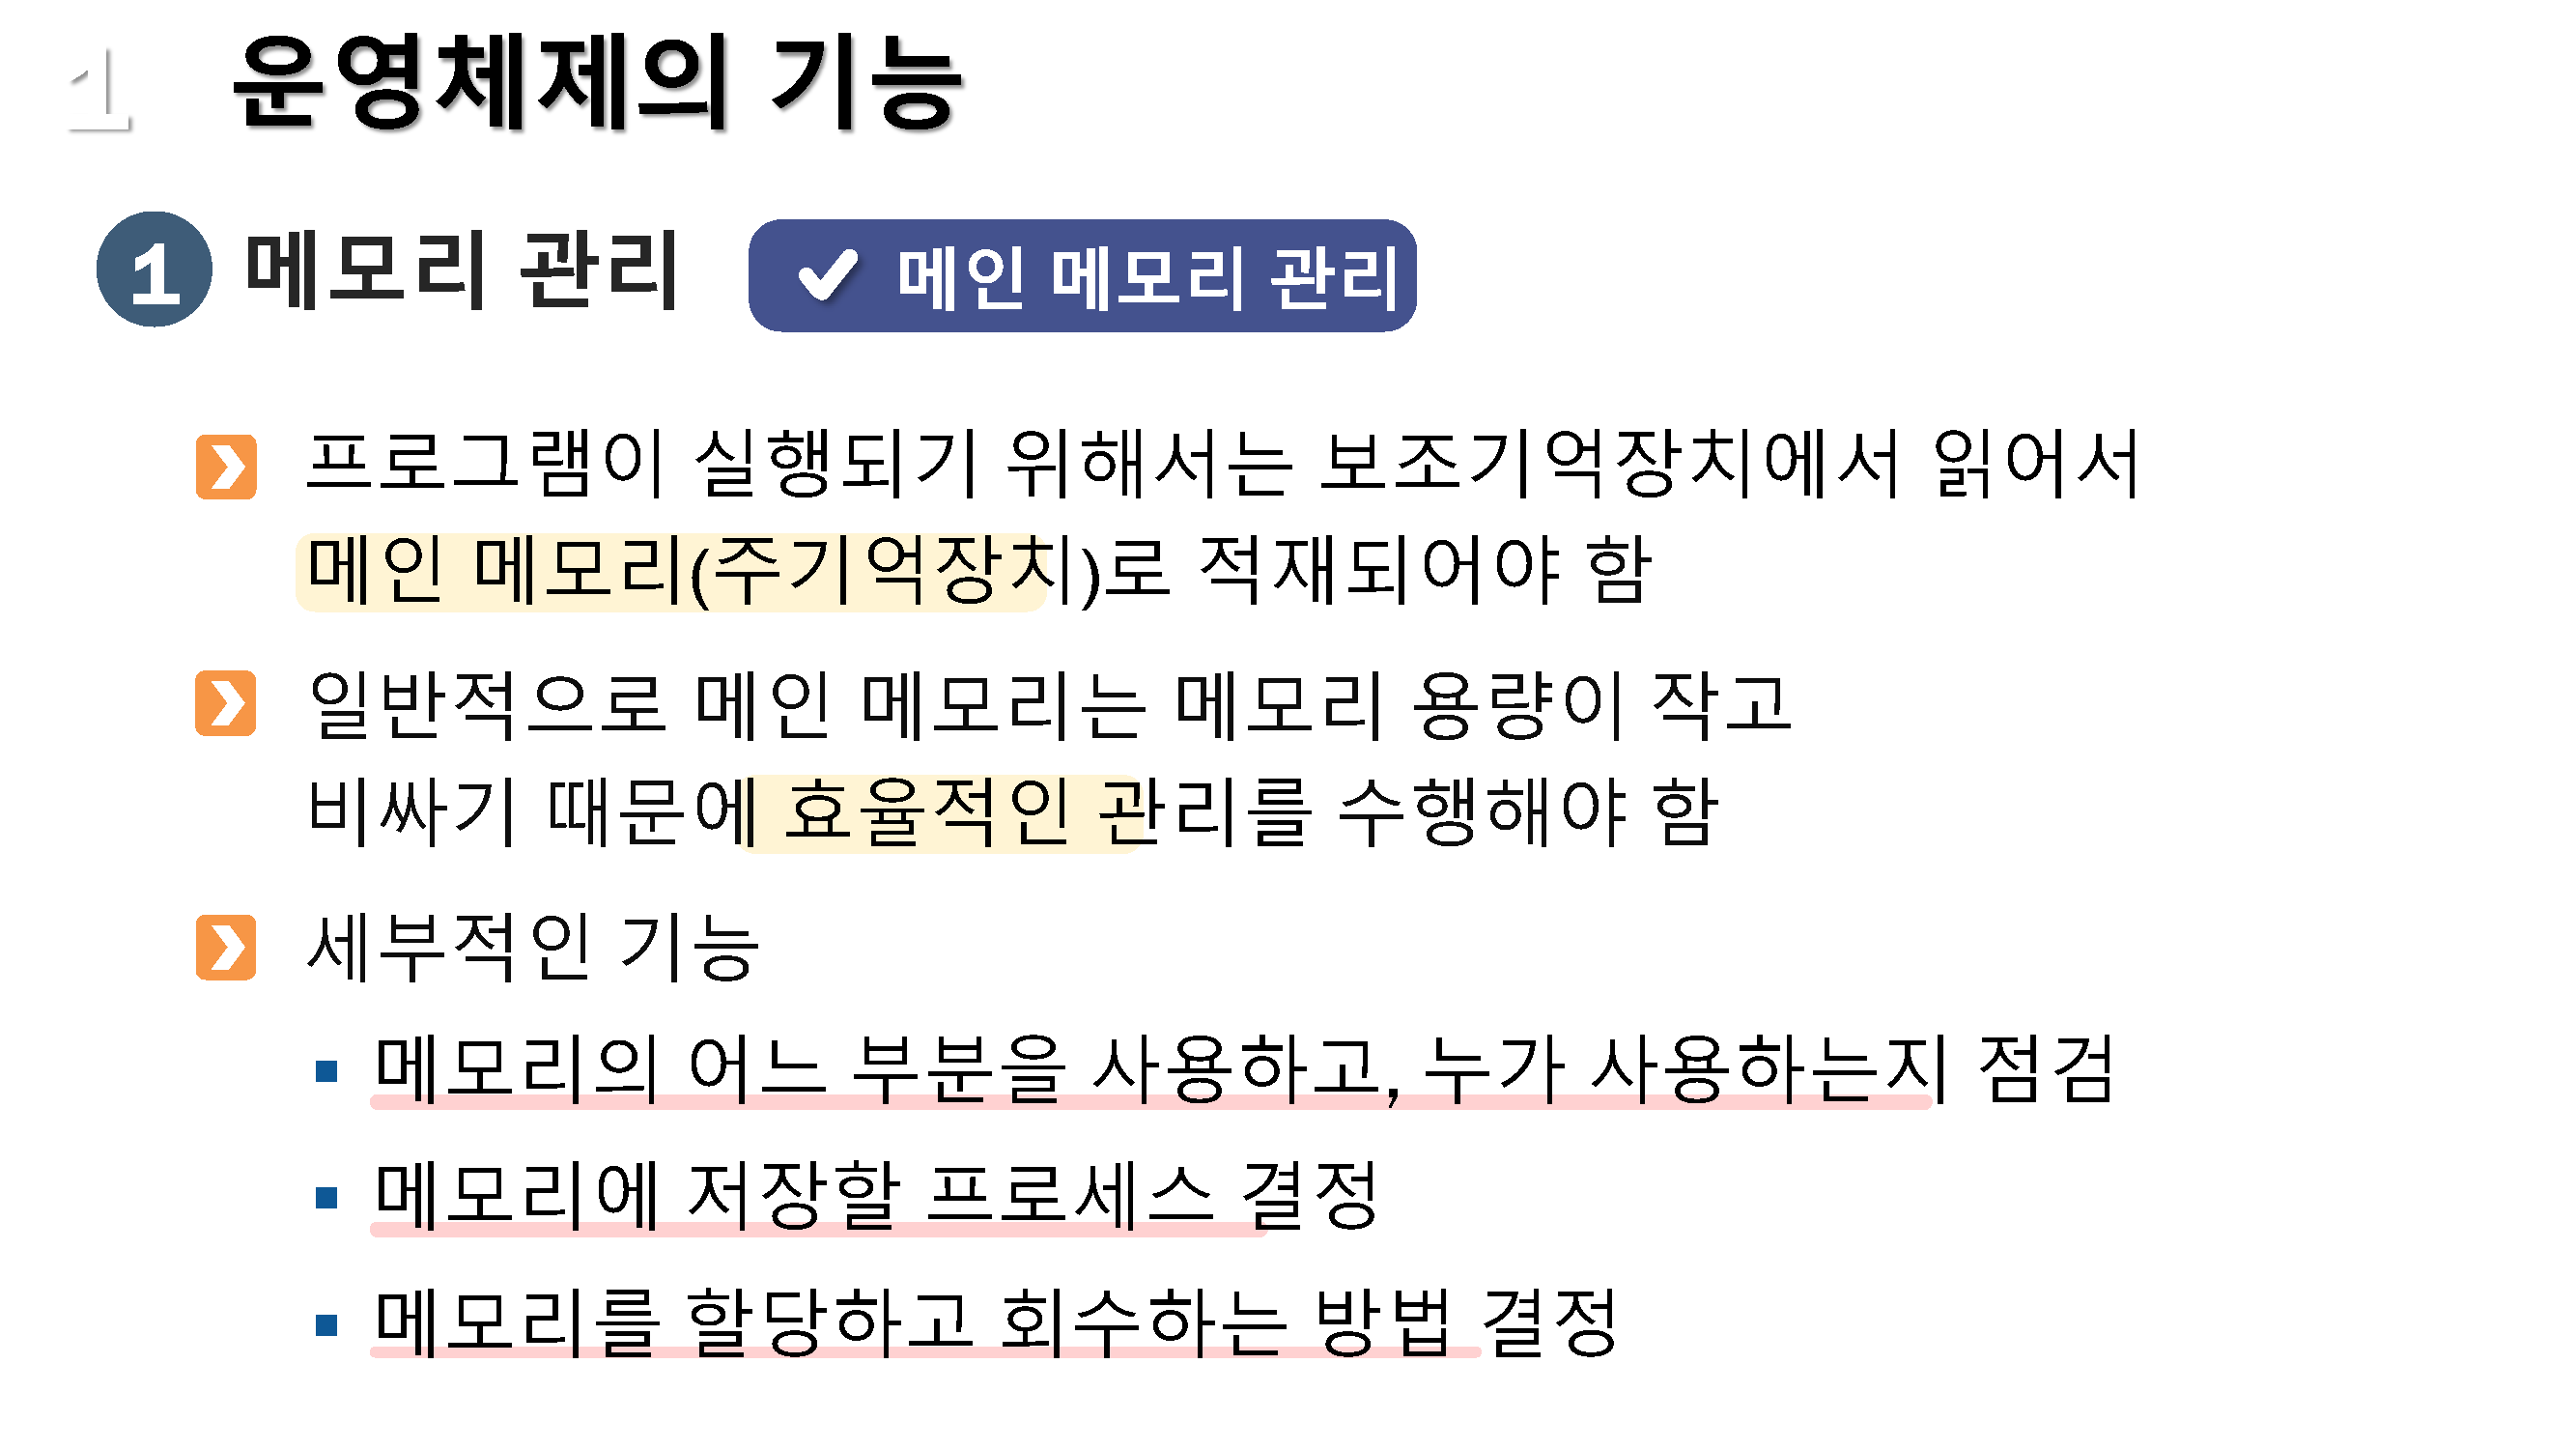 1 운영체제의 기능
1 메모리 관리 ✔ 메인 메모리 관리
프로그램이 실행되기 위해서는 보조기억장치에서 읽어서
메인 메모리(주기억장치)로 적재되어야 함
일반적으로 메인 메모리는 메모리 용량이 작고
비싸기 때문에 효율적인 관리를 수행해야 함
세부적인 기능
▪ 메모리의 어느 부분을 사용하고, 누가 사용하는지 점검
▪ 메모리에 저장할 프로세스 결정
▪ 메모리를 할당하고 회수하는 방법 결정